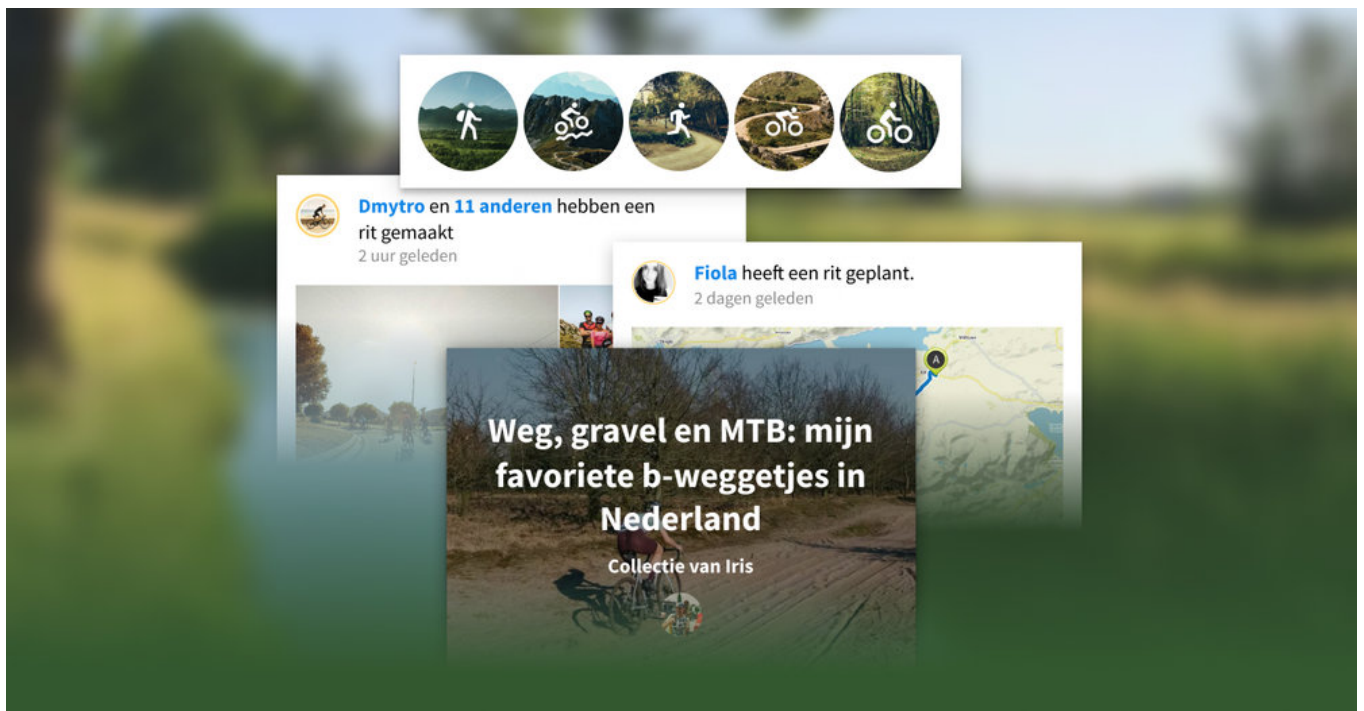 Dmytro en 11 anderen hebben een
rit gemaakt
2 uur geleden
Fiola heeft een rit geplant.
2 dagen geleden
A
Weg, gravel en MTB: mijn
favoriete b-weggetjes in
Nederland
Collectie van Iris